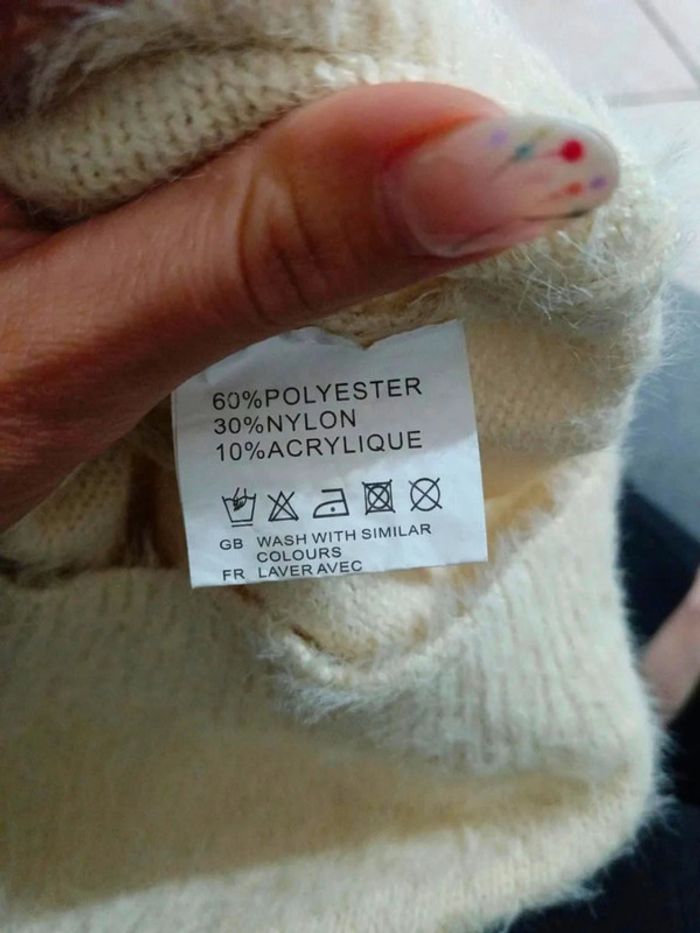 60%POLYESTER
30%NYLON
10%ACRYLIQUE
GB WASH WITH SIMILAR
COLOURS
FR LAVER AVEC